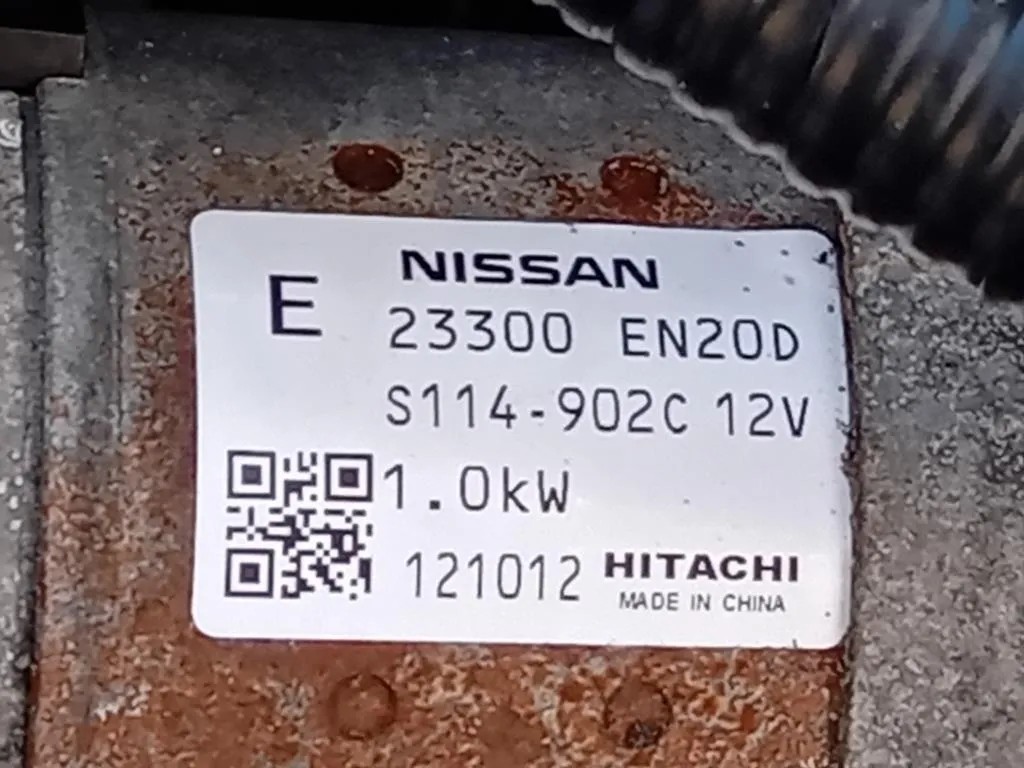 NISSAN
E
23300 EN20D
S114-902C 12V
1.0kW
121012 HITACHI
MADE IN CHINA